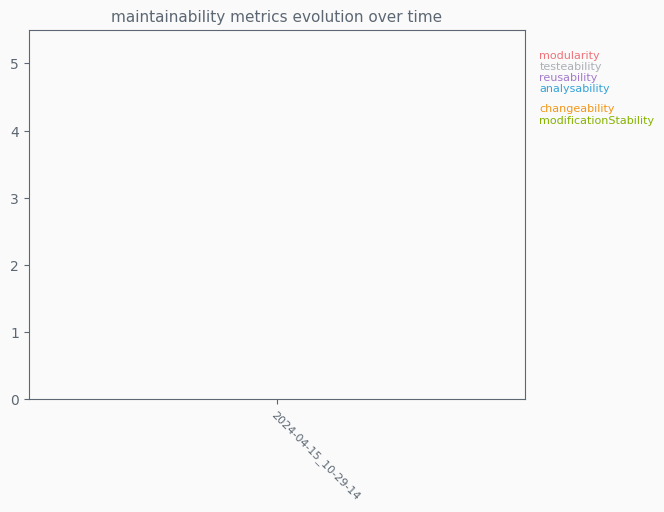 maintainability metrics evolution over time
5
4
3
2
1
0
2024-04-15_10-29-14
modularity
testeability
reusability
analysability
changeability
modificationStability